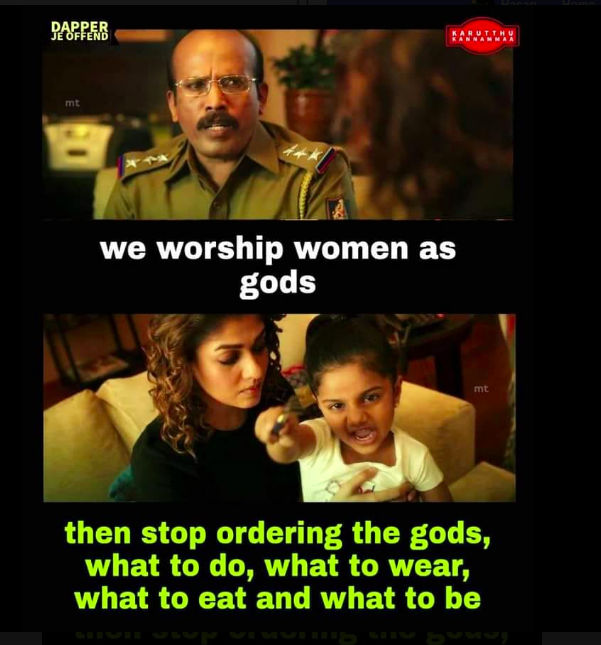 DAPPER
JE OFFEND
KARUTTHU
KANNAMMAA
mt
we worship women as
gods
mt
then stop ordering the gods,
what to do, what to wear,
what to eat and what to be